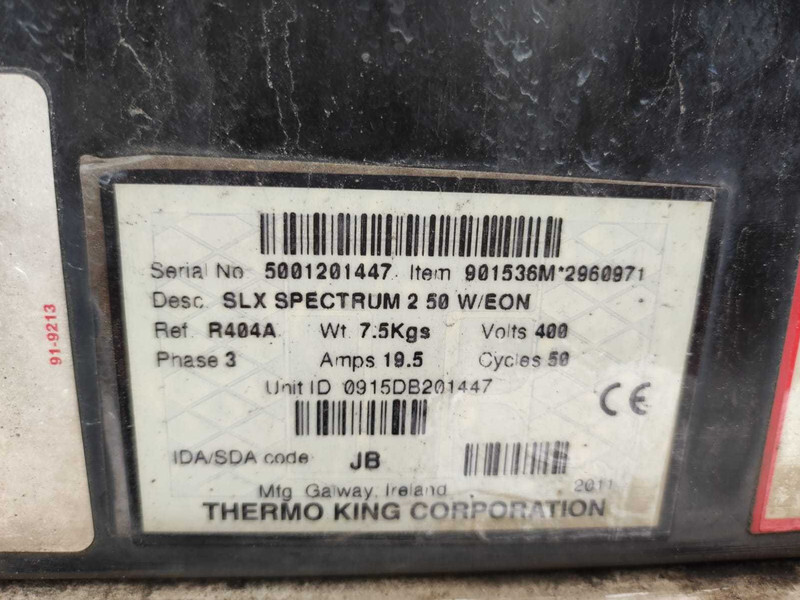 Serial No. 5001201447 Item 901536M*2960971
Desc. SLX SPECTRUM 2 50 W/EON
Ref. R404A Wt. 7.5Kgs Volts 400
Phase 3 Amps 19.5 Cycles 50
Unit ID 0915DB201447
CE
IDA/SDA code JB
Mfg. Galway, Ireland 2011
THERMO KING CORPORATION
91-9213